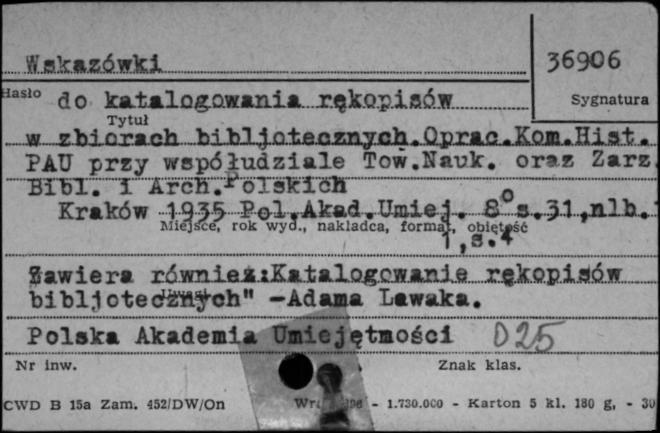 Wskazówki
36906
Hasło
do katalogowania rękopisów
Sygnatura
Tytuł
w zbiorach bibljotecznych.Oprac.Kom.Hist.
PAU przy współudziale Tow.Nauk. oraz Zarz.
Bibl. i Arch.Polskich
Kraków 1935 Pol.Akad.Umiej. 8° s.31,nlb.
Miejsce, rok wyd., nakładca, format, objętość
1,s.4
Zawiera również:Katalogowanie rękopisów
bibljotecznych" -Adama Lewaka.
Polska Akademia Umiejętności D25
Nr inw.
Znak klas.
CWD B 15a Zam. 452/DW/On
- 1.730.000 - Karton 5 kl. 180 g, - 30